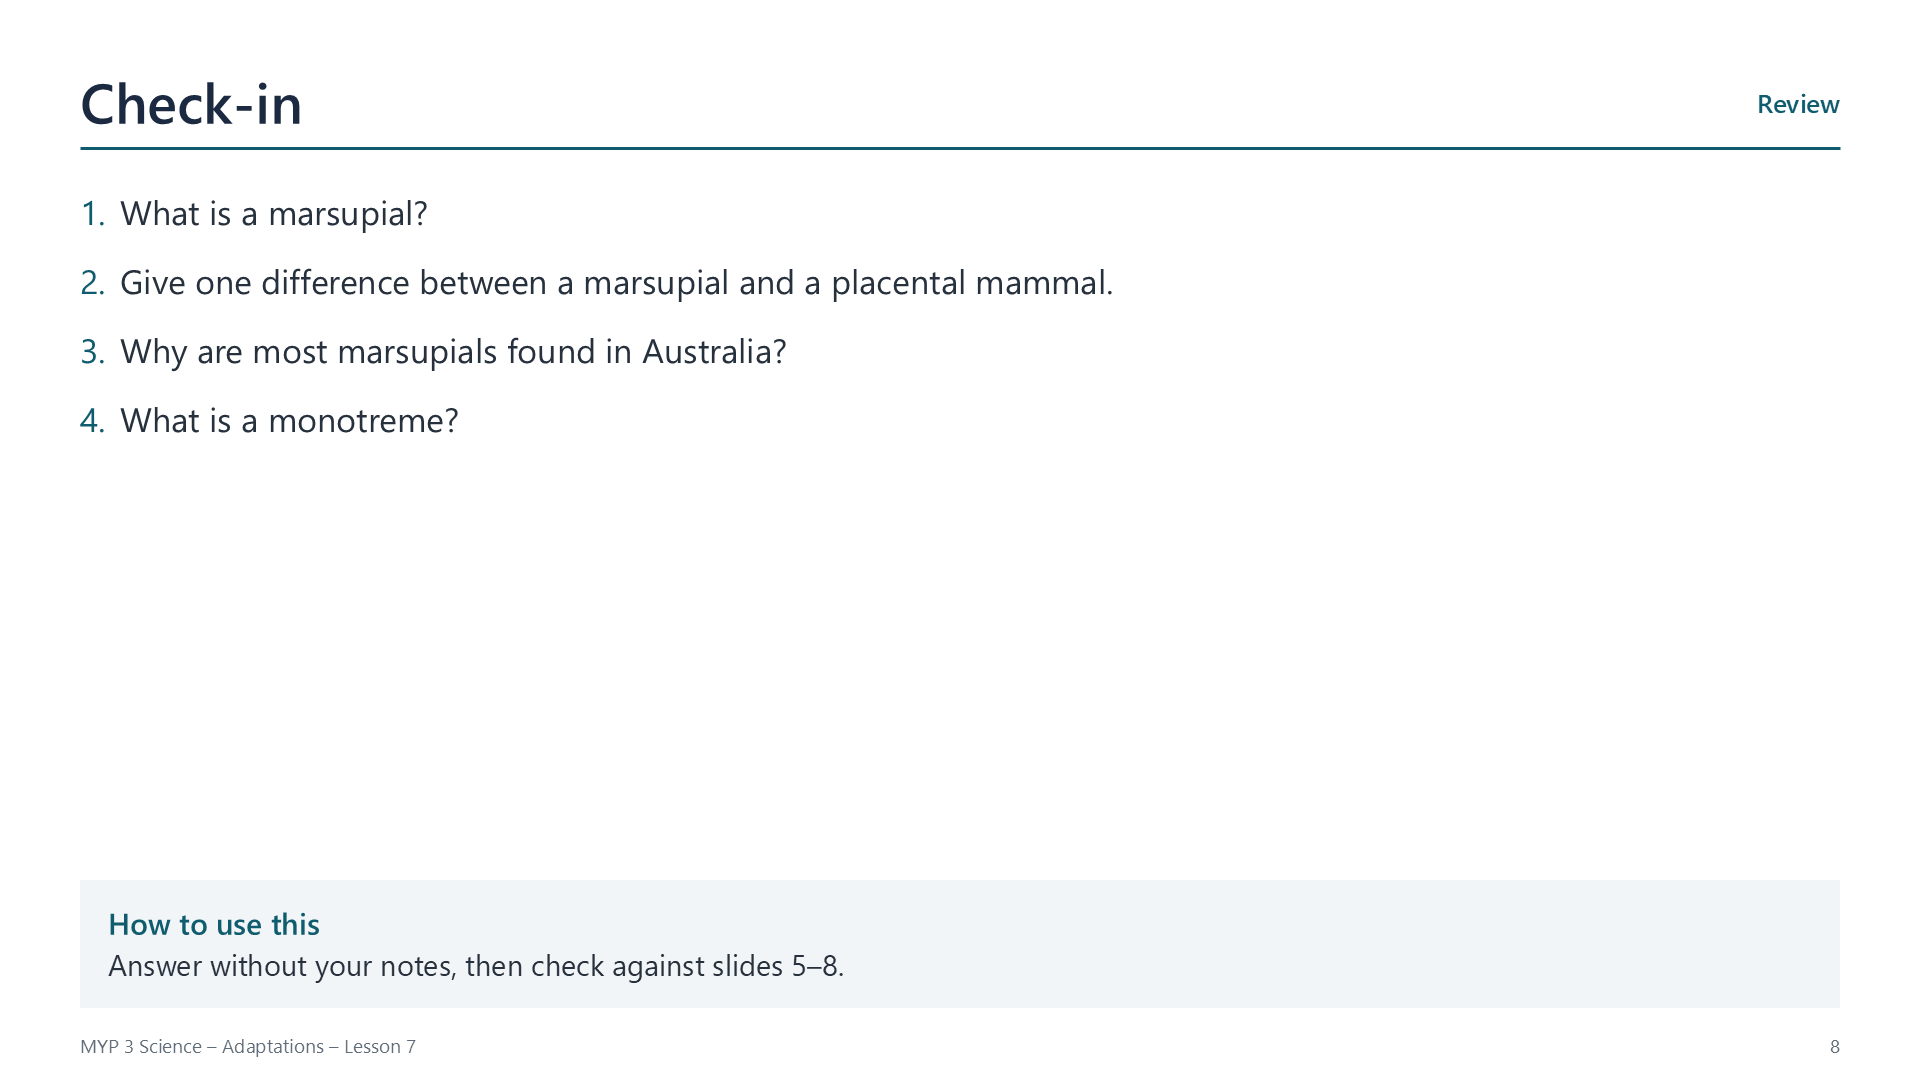 Check-in
Review
1. What is a marsupial?
2. Give one difference between a marsupial and a placental mammal.
3. Why are most marsupials found in Australia?
4. What is a monotreme?
How to use this
Answer without your notes, then check against slides 5–8.
MYP 3 Science – Adaptations – Lesson 7
8